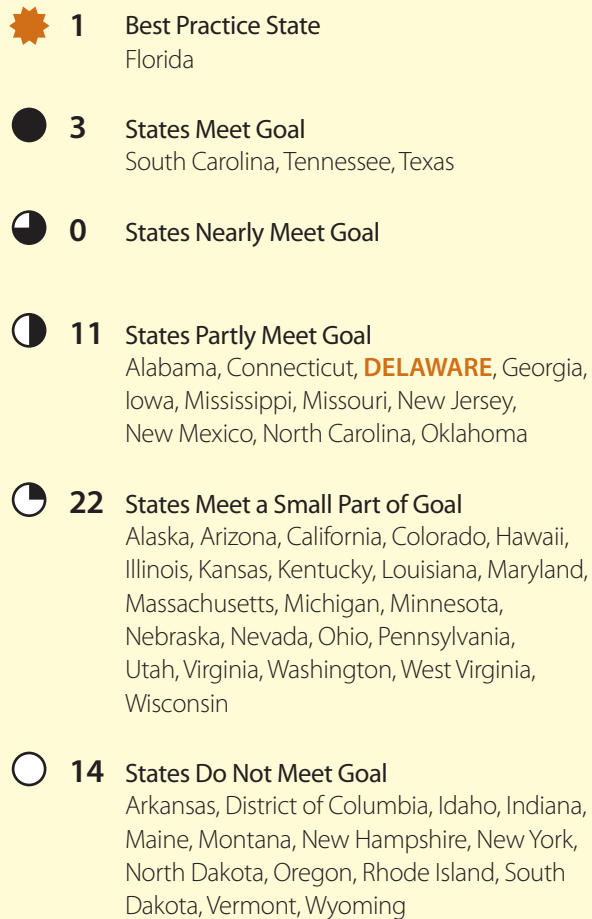 1 Best Practice State
Florida
3 States Meet Goal
South Carolina, Tennessee, Texas
0 States Nearly Meet Goal
11 States Partly Meet Goal
Alabama, Connecticut, DELAWARE, Georgia,
Iowa, Mississippi, Missouri, New Jersey,
New Mexico, North Carolina, Oklahoma
22 States Meet a Small Part of Goal
Alaska, Arizona, California, Colorado, Hawaii,
Illinois, Kansas, Kentucky, Louisiana, Maryland,
Massachusetts, Michigan, Minnesota,
Nebraska, Nevada, Ohio, Pennsylvania,
Utah, Virginia, Washington, West Virginia,
Wisconsin
14 States Do Not Meet Goal
Arkansas, District of Columbia, Idaho, Indiana,
Maine, Montana, New Hampshire, New York,
North Dakota, Oregon, Rhode Island, South
Dakota, Vermont, Wyoming